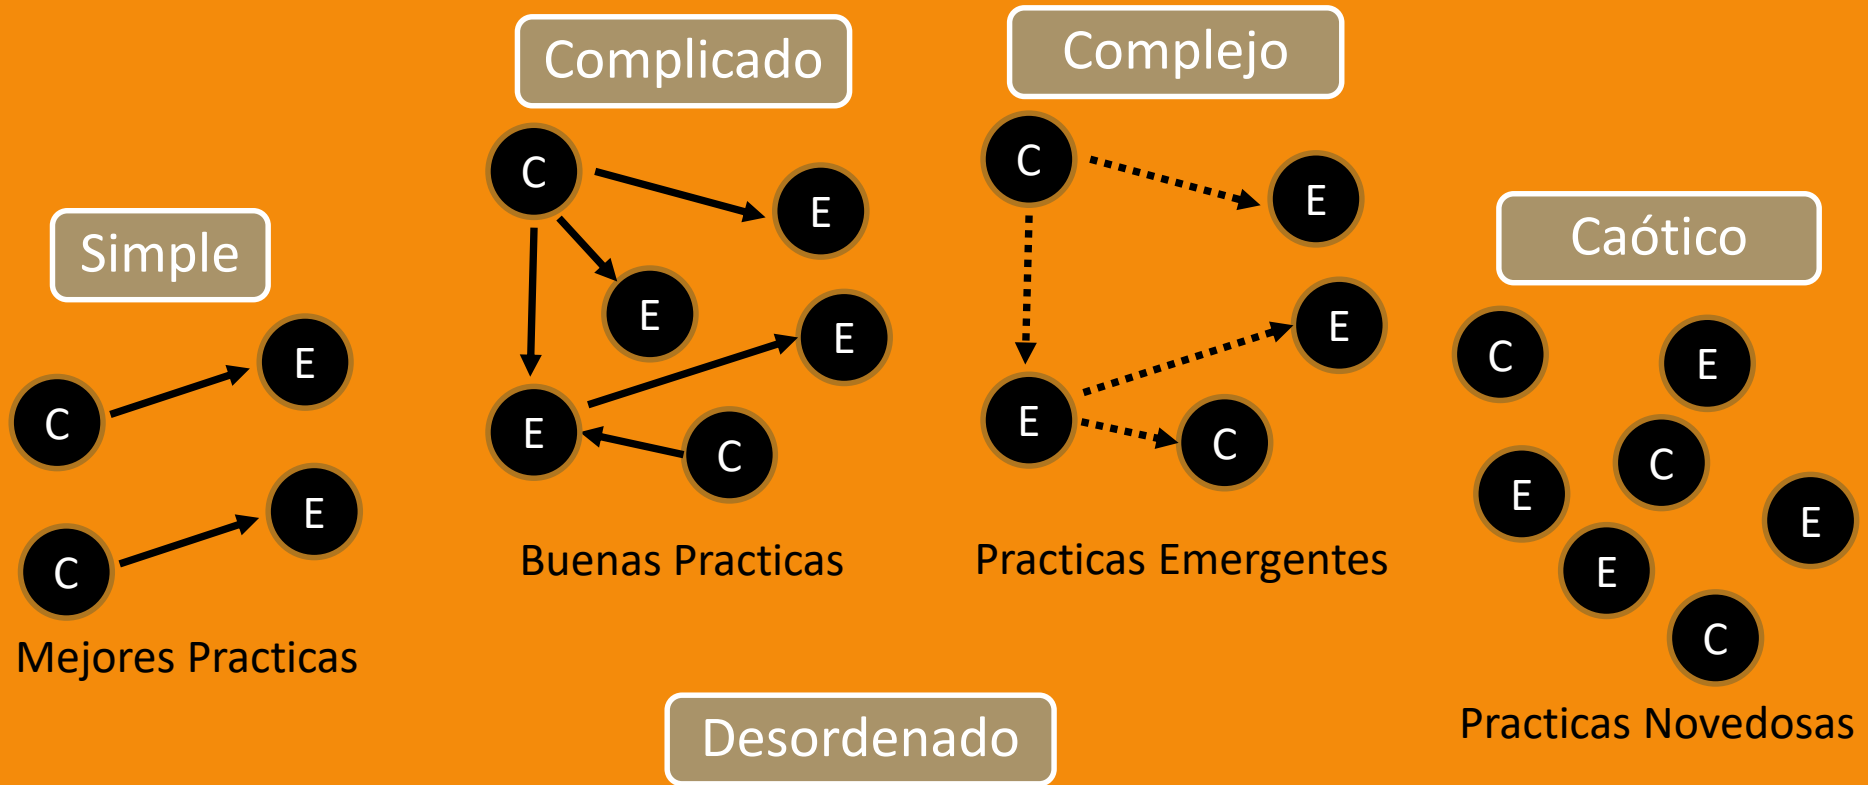 Simple
C
E
C
E
Mejores Practicas
Complicado
C
E
E
E
E
C
Buenas Practicas
Complejo
C
E
E
E
C
Practicas Emergentes
Caótico
C
E
C
E
E
E
C
Practicas Novedosas
Desordenado